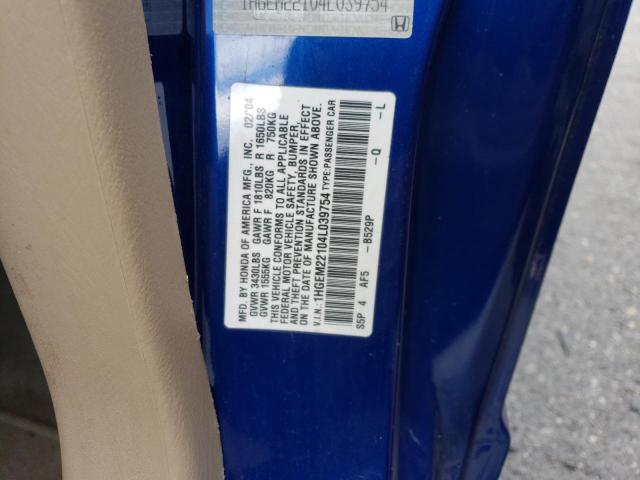 1HGEM22104L039754
MFD. BY HONDA OF AMERICA MFG., INC. 02/'04
GVWR 3430LBS GAWR F 1810LBS R 1650LBS
GVWR 1555KG GAWR F 820KG R 750KG
THIS VEHICLE CONFORMS TO ALL APPLICABLE
FEDERAL MOTOR VEHICLE SAFETY, BUMPER,
AND THEFT PREVENTION STANDARDS IN EFFECT
ON THE DATE OF MANUFACTURE SHOWN ABOVE.
V.I.N.: 1HGEM22104L039754 TYPE:PASSENGER CAR
S5P 4 AF5 -B529P -Q -L